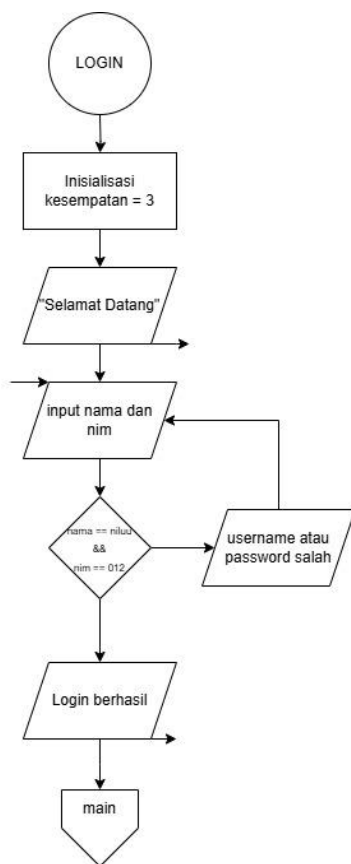 LOGIN
Inisialisasi
kesempatan = 3
"Selamat Datang"
input nama dan
nim
nama == niluu
&&
nim == 012
username atau
password salah
Login berhasil
main